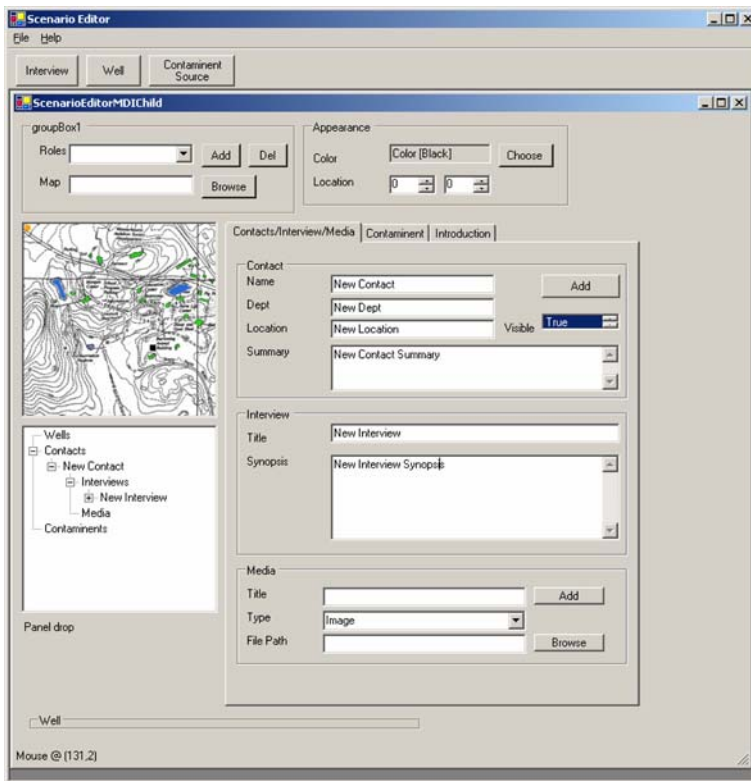 Scenario Editor
File Help
Interview
Well
Contaminent
Source
ScenarioEditorMDIChild
groupBox1
Roles
Add
Del
Map
Browse
Appearance
Color
Color [Black]
Choose
Location
0
0
Contacts/Interview/Media
Contaminent
Introduction
Contact
Name
New Contact
Add
Dept
New Dept
Location
New Location
Visible
True
Summary
New Contact Summary
Interview
Title
New Interview
Synopsis
New Interview Synopsis
Wells
Contacts
New Contact
Interviews
New Interview
Media
Contaminents
Panel drop
Media
Title
Add
Type
Image
File Path
Browse
Well
Mouse @ (131,2)